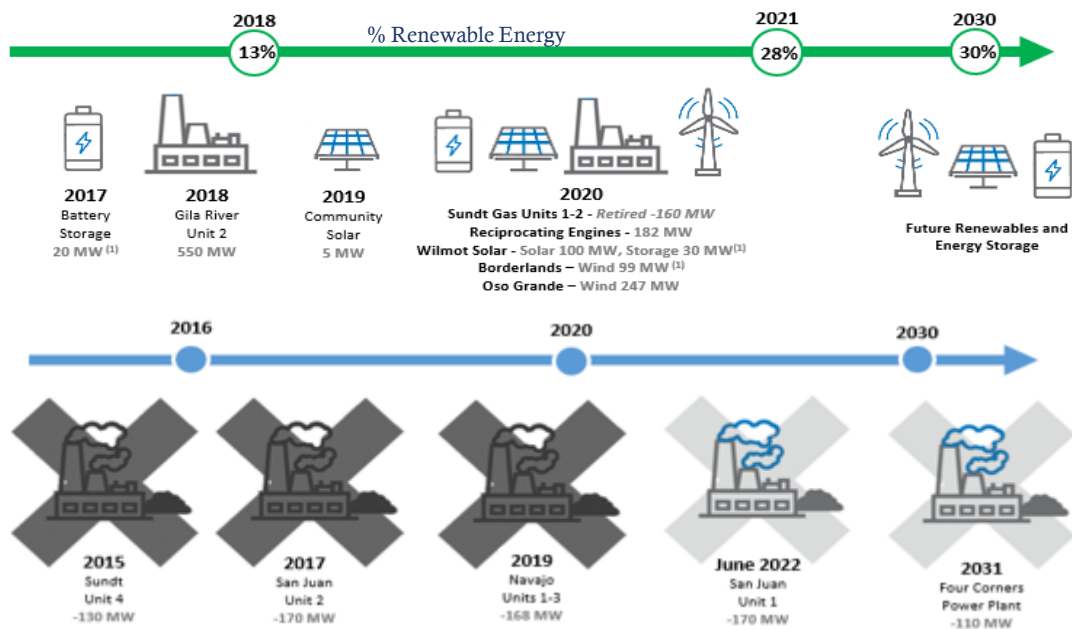 2018
% Renewable Energy
2021
2030
13%
28%
30%
2017
Battery
Storage
20 MW (1)
2018
Gila River
Unit 2
550 MW
2019
Community
Solar
5 MW
2020
Sundt Gas Units 1-2 - Retired -160 MW
Reciprocating Engines - 182 MW
Wilmot Solar - Solar 100 MW, Storage 30 MW(1)
Borderlands – Wind 99 MW (1)
Oso Grande – Wind 247 MW
Future Renewables and
Energy Storage
2016
2020
2030
2015
Sundt
Unit 4
-130 MW
2017
San Juan
Unit 2
-170 MW
2019
Navajo
Units 1-3
-168 MW
June 2022
San Juan
Unit 1
-170 MW
2031
Four Corners
Power Plant
-110 MW